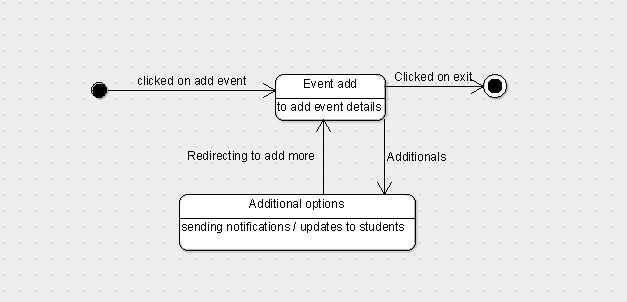 clicked on add event
Event add
Clicked on exit
to add event details
Redirecting to add more
Additionals
Additional options
sending notifications / updates to students